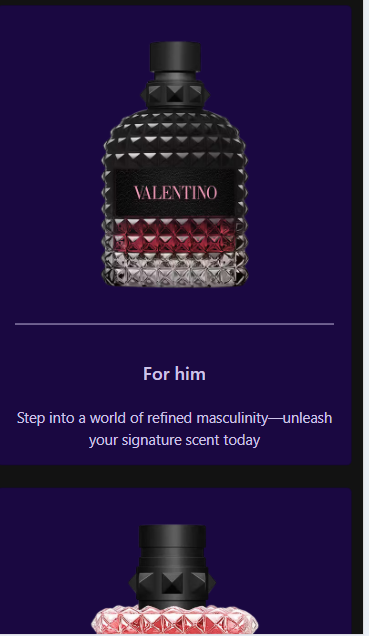 VALENTINO
For him
Step into a world of refined masculinity—unleash
your signature scent today